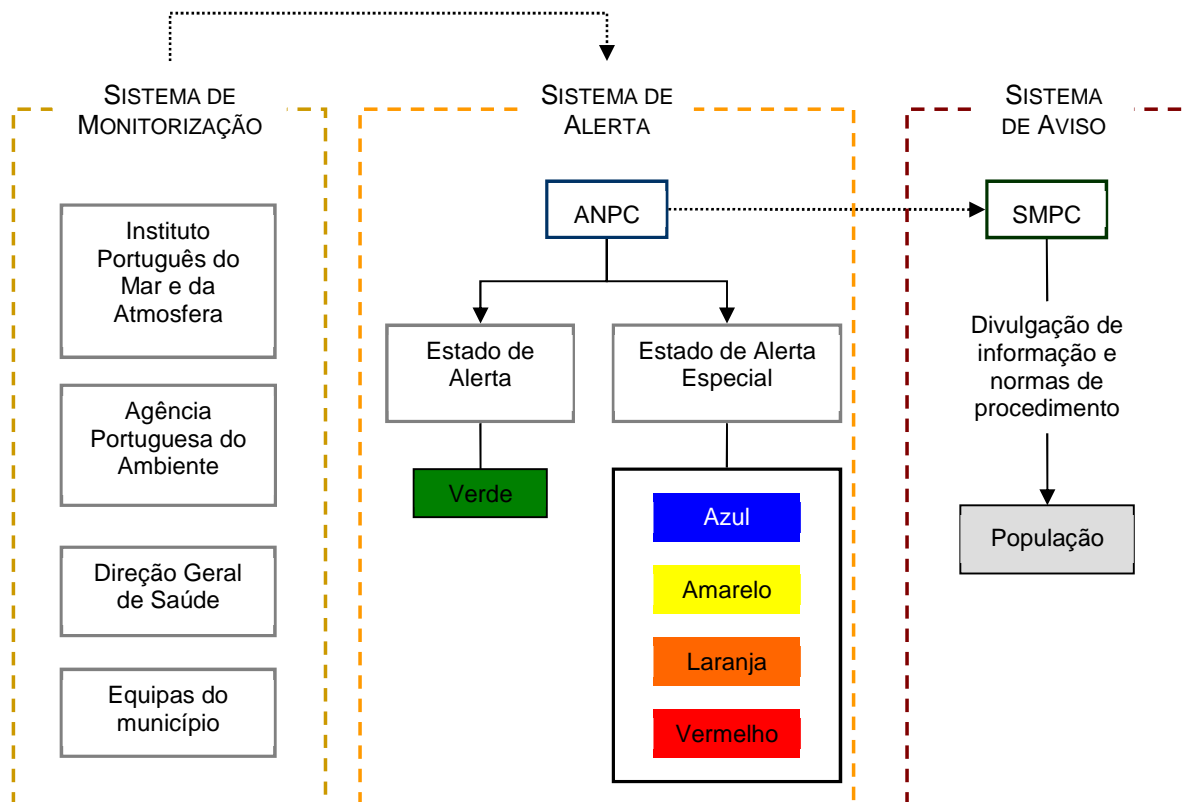 SISTEMA DE
MONITORIZAÇÃO
Instituto
Português do
Mar e da
Atmosfera
Agência
Portuguesa do
Ambiente
Direção Geral
de Saúde
Equipas do
município
SISTEMA DE
ALERTA
ANPC
Estado de
Alerta
Verde
Estado de Alerta
Especial
Azul
Amarelo
Laranja
Vermelho
SISTEMA
DE AVISO
SMPC
Divulgação de
informação e
normas de
procedimento
População